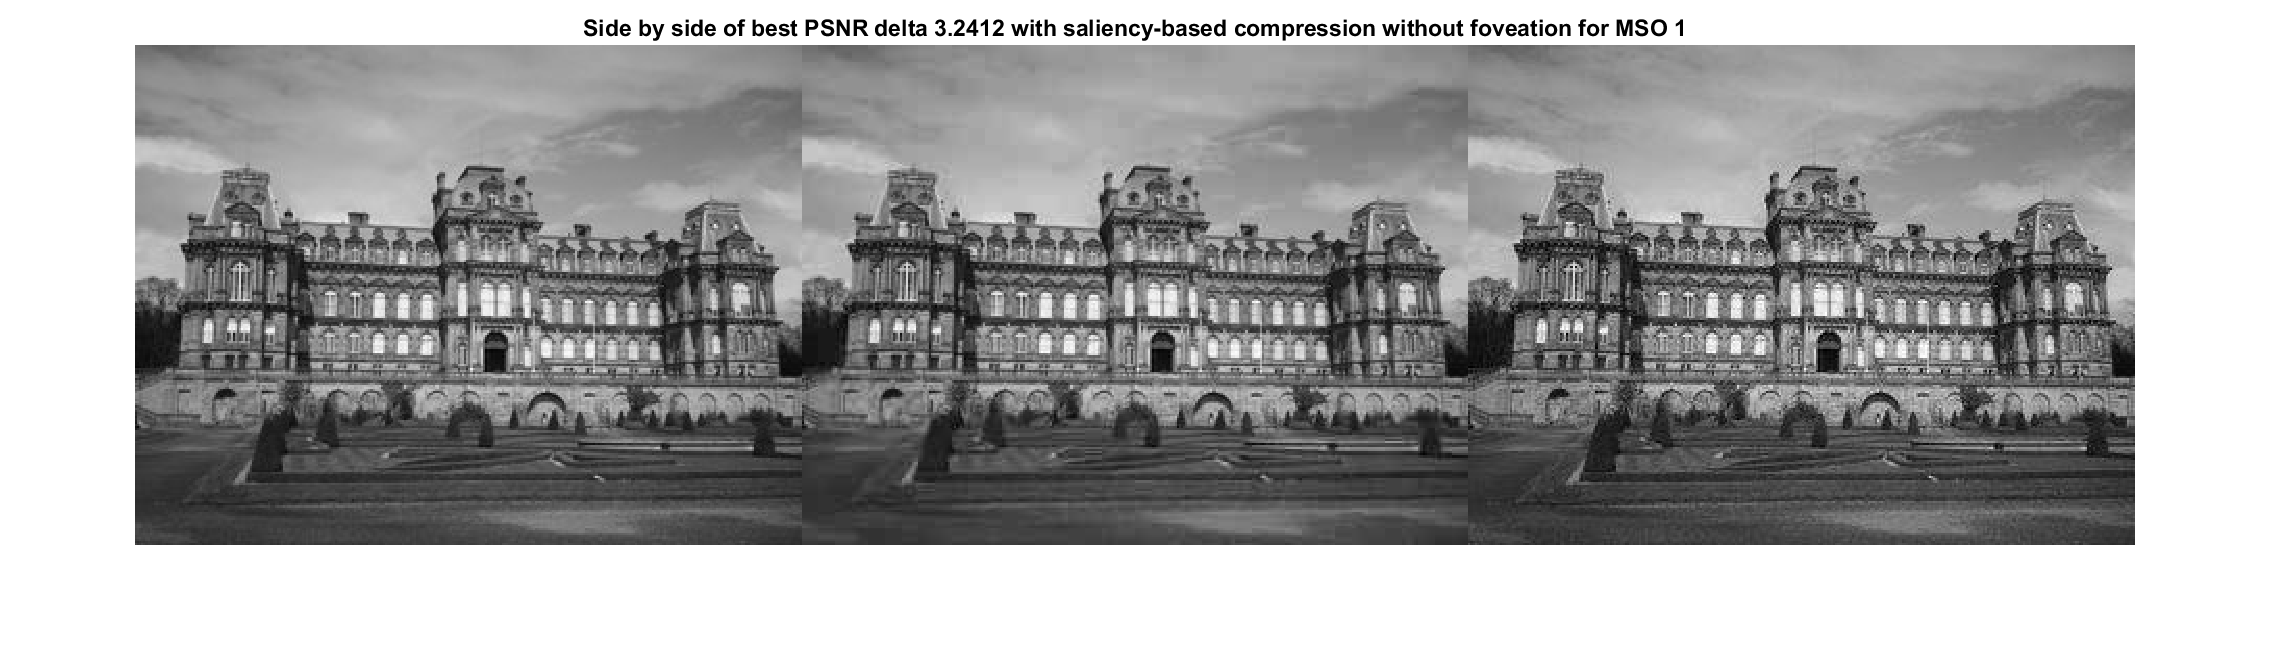 Side by side of best PSNR delta 3.2412 with saliency-based compression without foveation for MSO 1